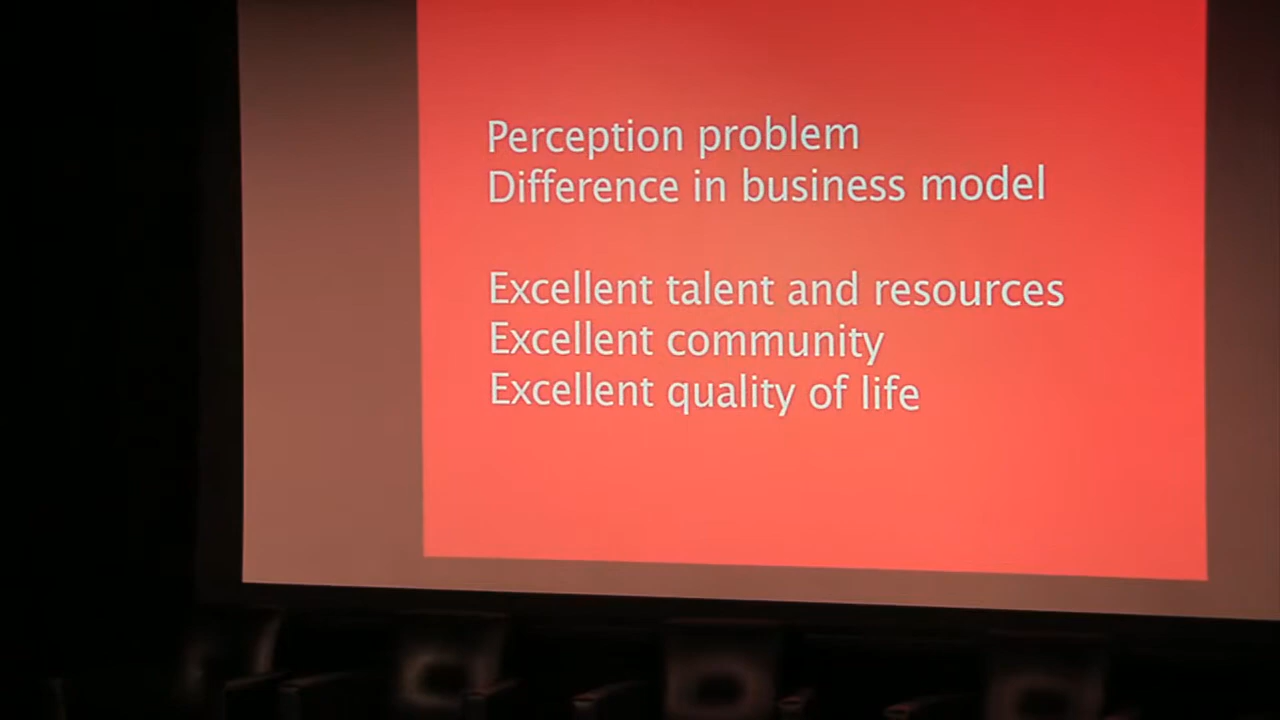 Perception problem
Difference in business model
Excellent talent and resources
Excellent community
Excellent quality of life